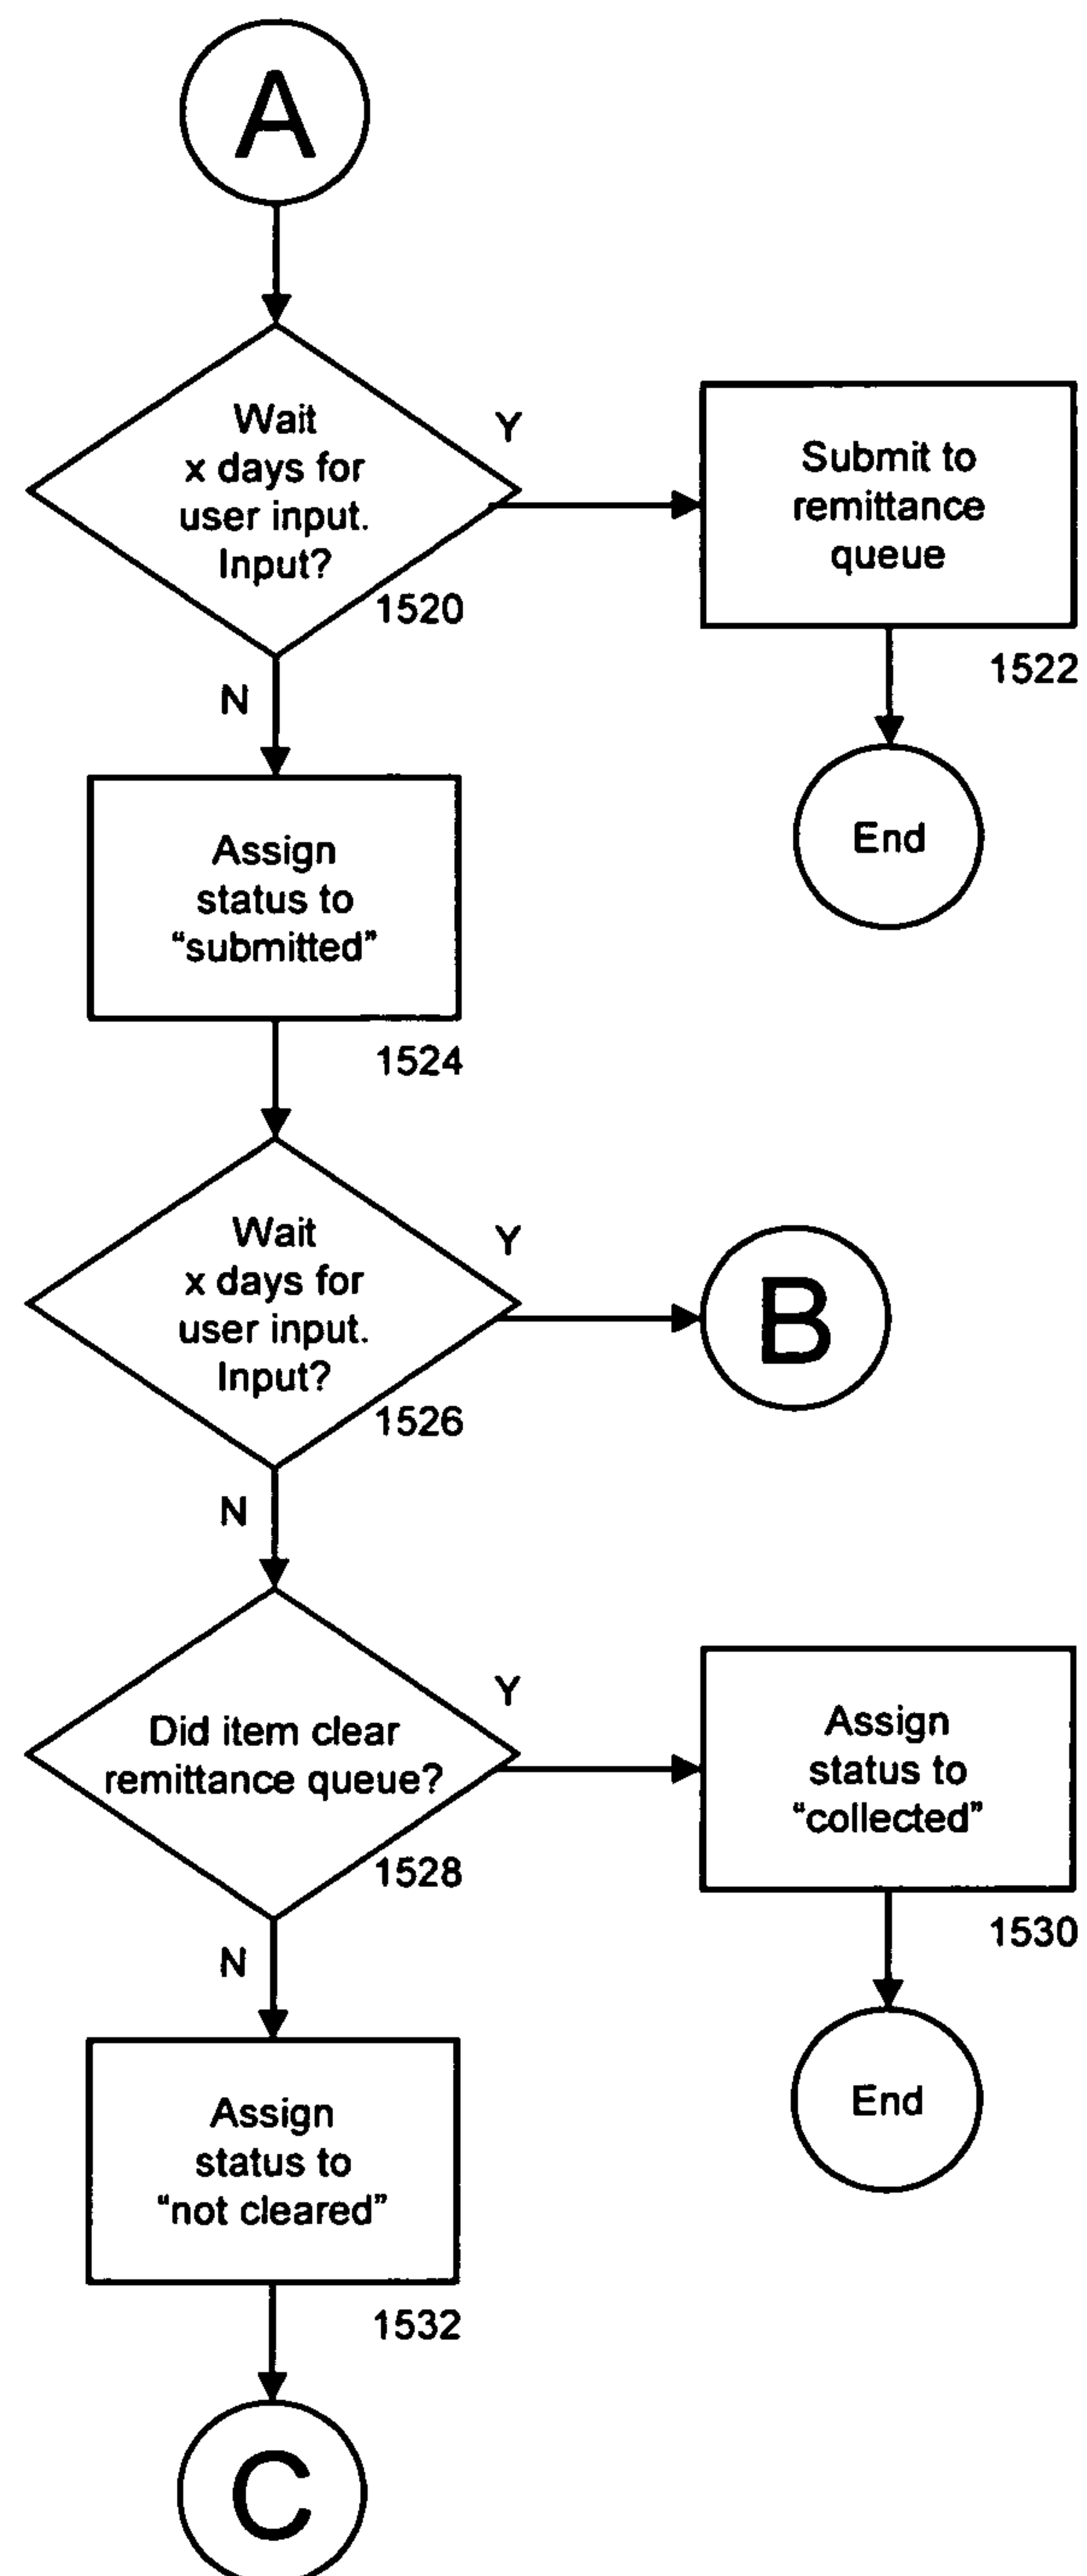 A
Wait
x days for
user input.
Input?
1520
Y
Submit to
remittance
queue
1522
End
N
Assign
status to
“submitted”
1524
Wait
x days for
user input.
Input?
1526
Y
B
N
Did item clear
remittance queue?
1528
Y
Assign
status to
“collected”
1530
End
N
Assign
status to
“not cleared”
1532
C